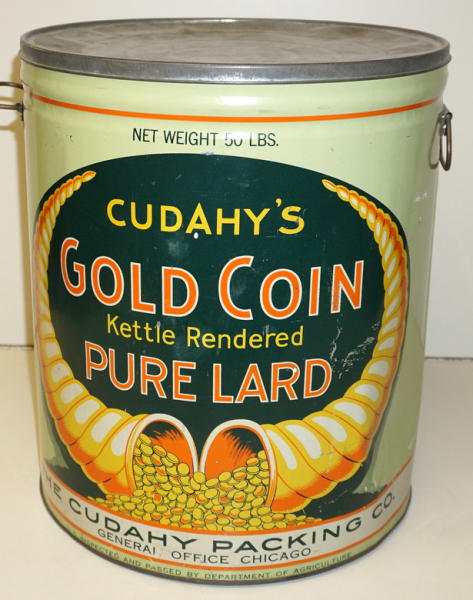 NET WEIGHT 50 LBS.
CUDAHY'S
GOLD COIN
Kettle Rendered
PURE LARD
HE CUDAHY PACKING CO.
GENERAL OFFICE CHICAGO
INSPECTED AND PASSED BY DEPARTMENT OF AGRICULTURE